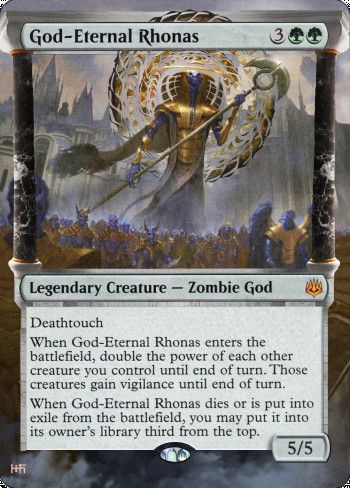 God-Eternal Rhonas 3
Legendary Creature — Zombie God
Deathtouch
When God-Eternal Rhonas enters the
battlefield, double the power of each other
creature you control until end of turn. Those
creatures gain vigilance until end of turn.
When God-Eternal Rhonas dies or is put into
exile from the battlefield, you may put it into
its owner's library third from the top.
5/5